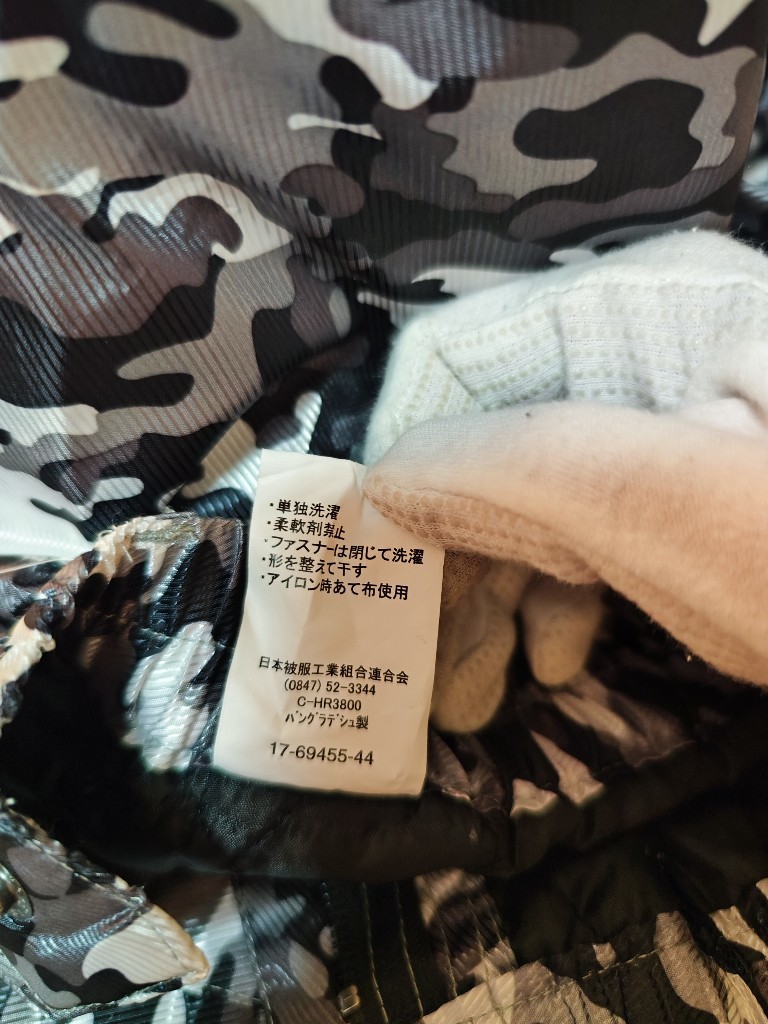 ・単独洗濯
・柔軟剤禁止
・ファスナーは閉じて洗濯
・形を整えて干す
・アイロン時あて布使用
日本被服工業組合連合会
(0847) 52-3344
C-HR3800
ﾊﾞﾝｸﾞﾗﾃﾞｼｭ製
17-69455-44